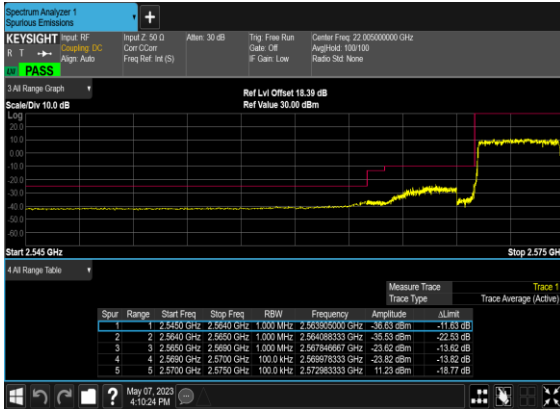 Spectrum Analyzer 1
Spurious Emissions
+
KEYSIGHT Input: RF Input Z: 50 Ω Atten: 30 dB Trig: Free Run Center Freq: 22.005000000 GHz
R T Coupling: DC Corr CCorr Gate: Off Avg|Hold: 100/100
Align: Auto Freq Ref: Int (S) IF Gain: Low Radio Std: None
PASS
3 All Range Graph
Ref Lvl Offset 18.39 dB
Scale/Div 10.0 dB Ref Value 30.00 dBm
Log
20.0
10.0
0.00
-10.0
-20.0
-30.0
-40.0
-50.0
-60.0
Start 2.545 GHz Stop 2.575 GH
4 All Range Table
Measure Trace Trace 1
Trace Type Trace Average (Active)
Spur Range Start Freq Stop Freq RBW Frequency Amplitude ΔLimit
1 1 2.5450 GHz 2.5640 GHz 1.000 MHz 2.563905000 GHz -36.63 dBm -11.63 dB
2 2 2.5640 GHz 2.5650 GHz 1.000 MHz 2.564088333 GHz -35.53 dBm -22.53 dB
3 3 2.5650 GHz 2.5690 GHz 1.000 MHz 2.567846667 GHz -23.62 dBm -13.62 dB
4 4 2.5690 GHz 2.5700 GHz 100.0 kHz 2.569978333 GHz -23.82 dBm -13.82 dB
5 5 2.5700 GHz 2.5750 GHz 100.0 kHz 2.572983333 GHz 11.23 dBm -18.77 dB
?
May 07, 2023
4:10:24 PM